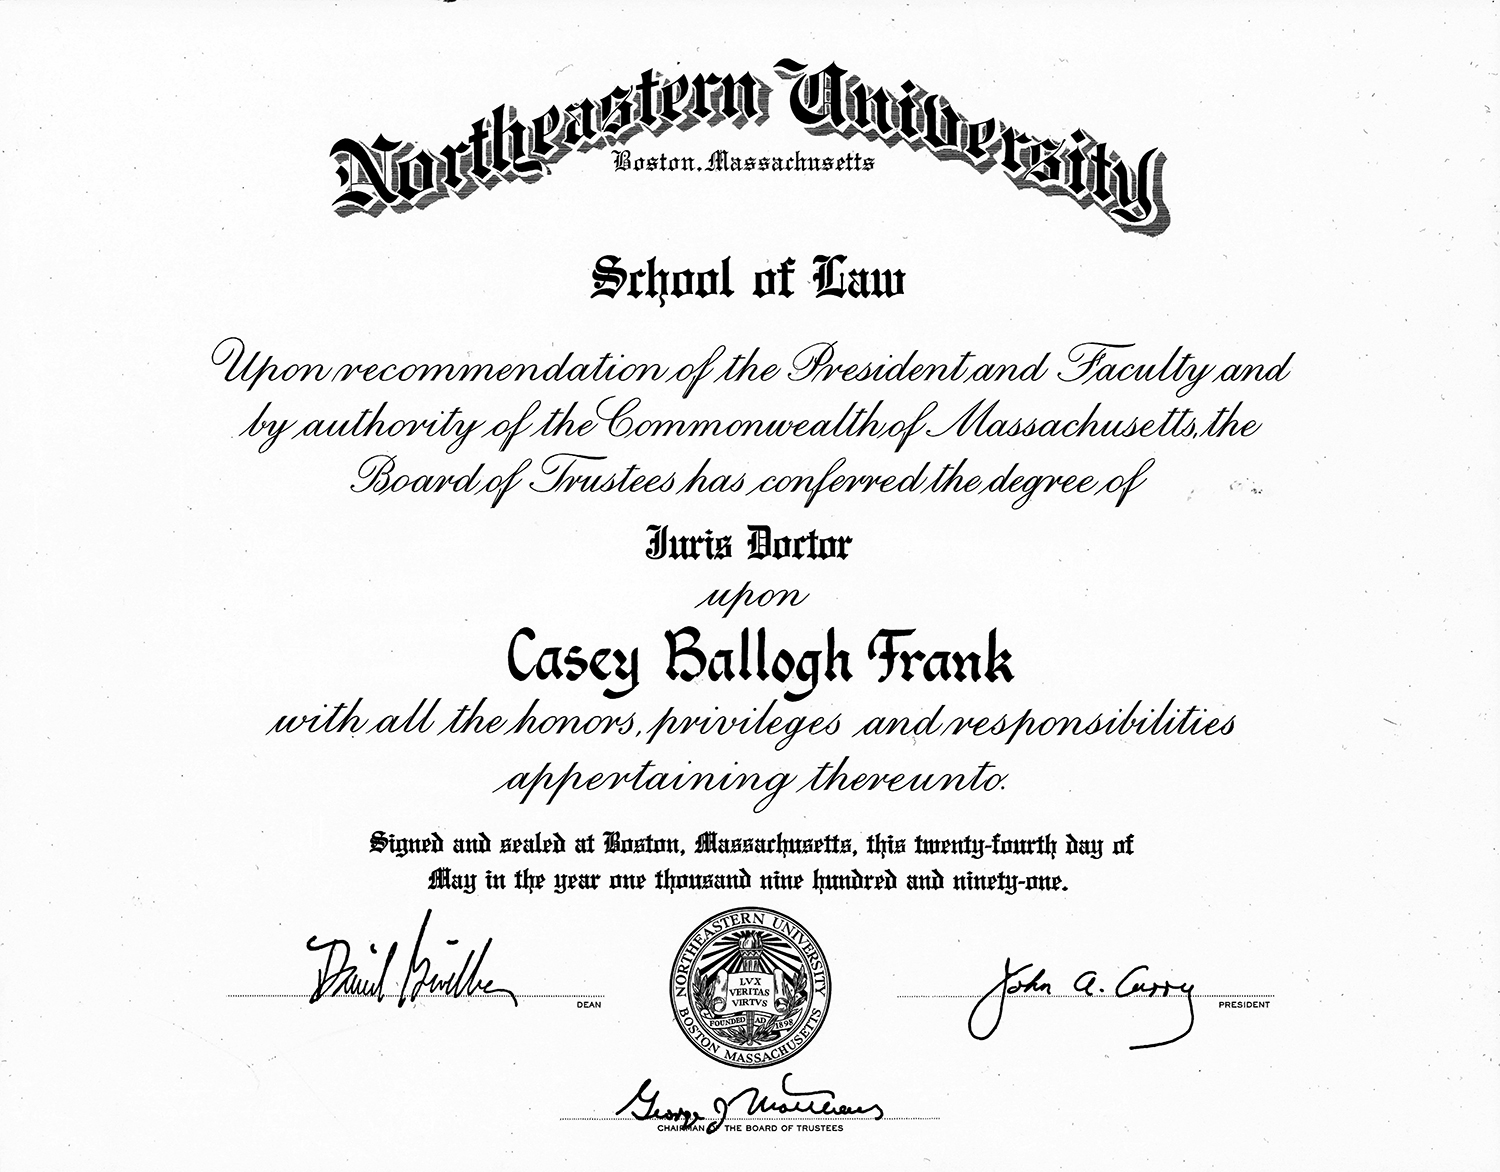 Northeastern University
Boston, Massachusetts
School of Law
Upon recommendation of the President and Faculty and
by authority of the Commonwealth of Massachusetts, the
Board of Trustees has conferred the degree of
Juris Doctor
upon
Casey Ballogh Frank
with all the honors, privileges and responsibilities
appertaining thereunto.
Signed and sealed at Boston, Massachusetts, this twenty-fourth day of
May in the year one thousand nine hundred and ninety-one.
NORTHEASTERN UNIVERSITY
LVX
VERITAS
VIRTVS
FOUNDED AD 1898
BOSTON MASSACHUSETTS
Daniel
DEAN
John A. Curry
PRESIDENT
George J Matthews
CHAIRMAN OF THE BOARD OF TRUSTEES